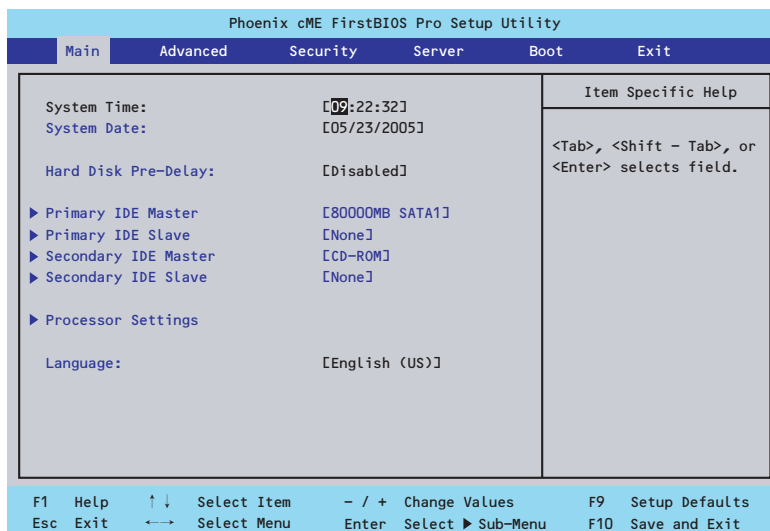 Phoenix cME FirstBIOS Pro Setup Utility
Main Advanced Security Server Boot Exit
Item Specific Help
System Time: [09:22:32]
System Date: [05/23/2005]
<Tab>, <Shift - Tab>, or
<Enter> selects field.
Hard Disk Pre-Delay: [Disabled]
▶ Primary IDE Master [80000MB SATA1]
▶ Primary IDE Slave [None]
▶ Secondary IDE Master [CD-ROM]
▶ Secondary IDE Slave [None]
▶ Processor Settings
Language: [English (US)]
F1 Help ↑↓ Select Item - / + Change Values F9 Setup Defaults
Esc Exit ←→ Select Menu Enter Select ▶ Sub-Menu F10 Save and Exit